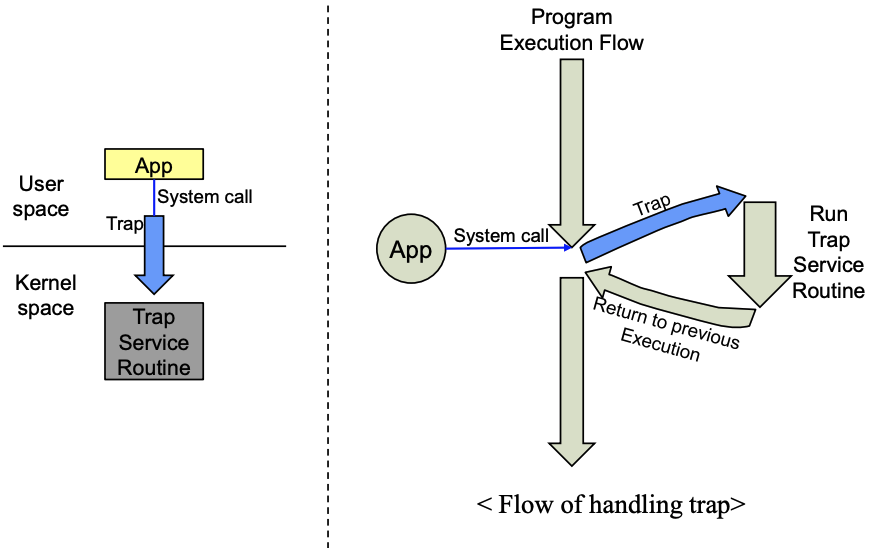 App
System call
User
space
Trap
Kernel
space
Trap
Service
Routine
Program
Execution Flow
App
System call
Trap
Run
Trap
Service
Routine
Return to previous
Execution
< Flow of handling trap>